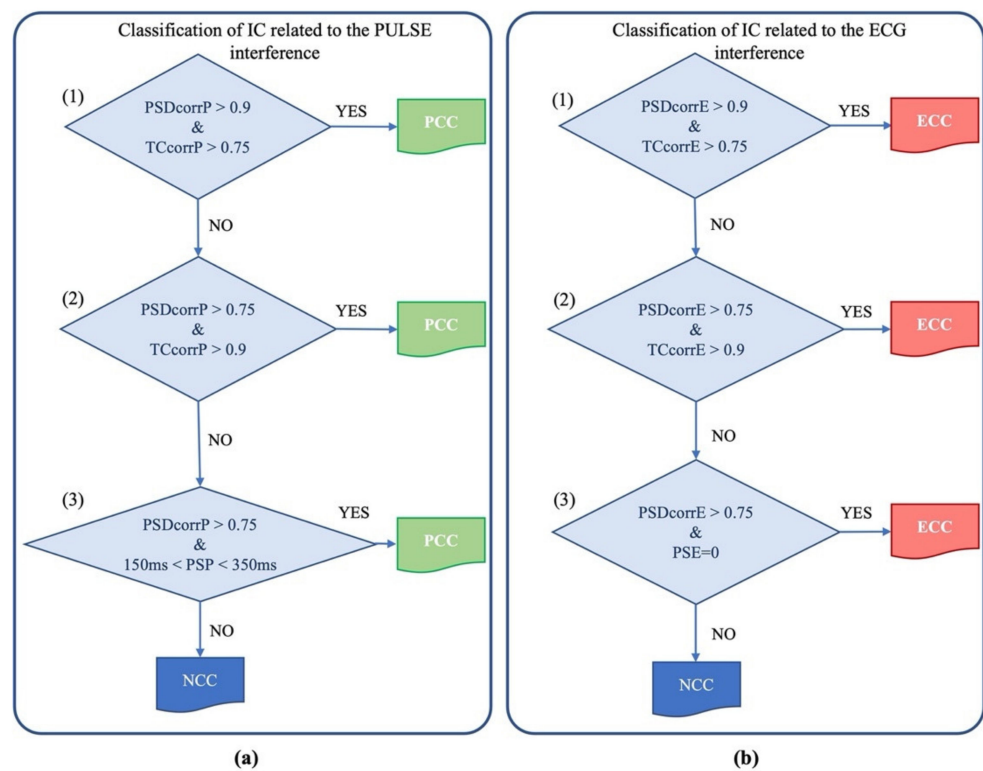 Classification of IC related to the PULSE
interference
(1)
PSDcorrP > 0.9
&
TCcorrP > 0.75
YES
PCC
NO
(2)
PSDcorrP > 0.75
&
TCcorrP > 0.9
YES
PCC
NO
(3)
PSDcorrP > 0.75
&
150ms < PSP < 350ms
YES
PCC
NO
NCC
(a)
Classification of IC related to the ECG
interference
(1)
PSDcorrE > 0.9
&
TCcorrE > 0.75
YES
ECC
NO
(2)
PSDcorrE > 0.75
&
TCcorrE > 0.9
YES
ECC
NO
(3)
PSDcorrE > 0.75
&
PSE=0
YES
ECC
NO
NCC
(b)